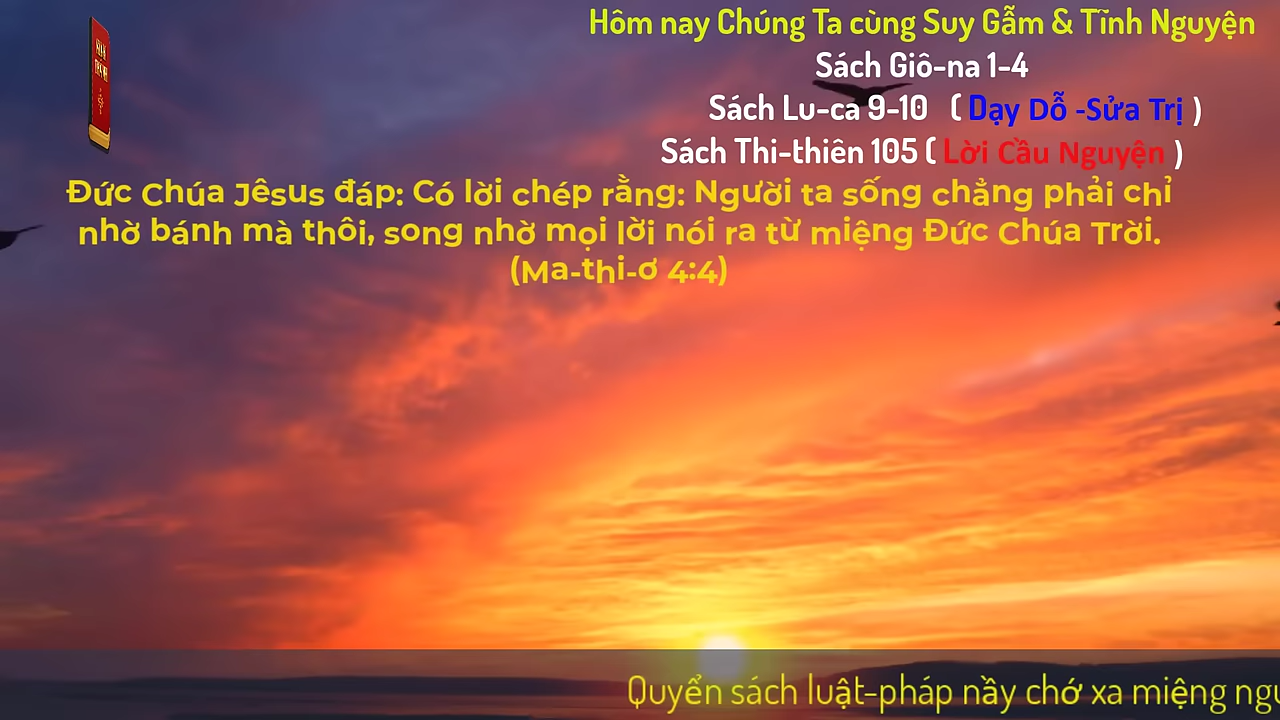 Hôm nay Chúng Ta cùng Suy Gẫm & Tĩnh Nguyện
Sách Giô-na 1-4
Sách Lu-ca 9-10 ( Dạy Dỗ -Sửa Trị )
Sách Thi-thiên 105 ( Lời Cầu Nguyện )
Đức Chúa Jêsus đáp: Có lời chép rằng: Người ta sống chẳng phải chỉ
nhờ bánh mà thôi, song nhờ mọi lời nói ra từ miệng Đức Chúa Trời.
(Ma-thi-ơ 4:4)
Quyển sách luật-pháp nầy chớ xa miệng